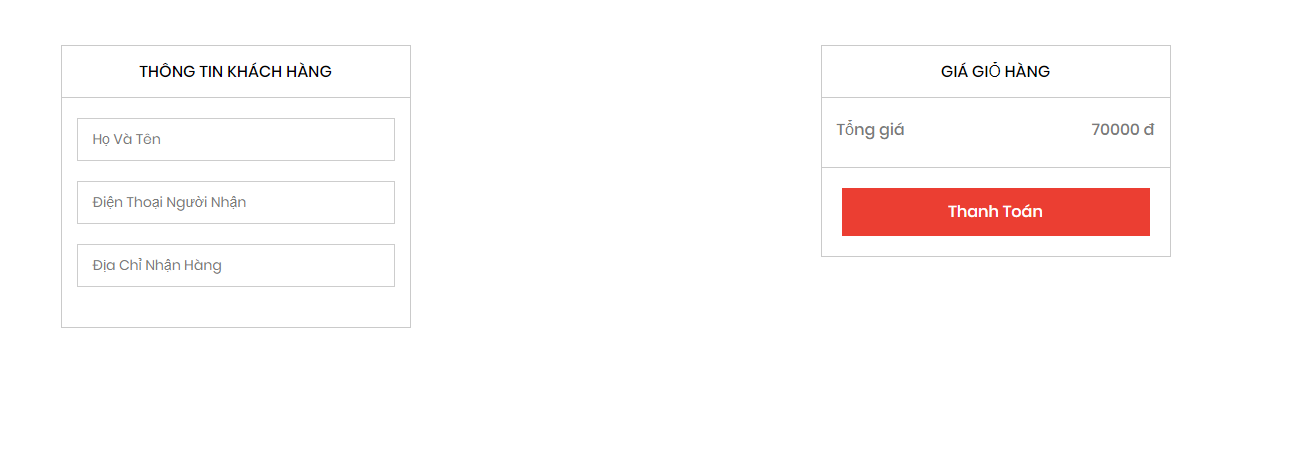 THÔNG TIN KHÁCH HÀNG
Họ Và Tên
Điện Thoại Người Nhận
Địa Chỉ Nhận Hàng
GIÁ GIỎ HÀNG
Tổng giá 70000 đ
Thanh Toán